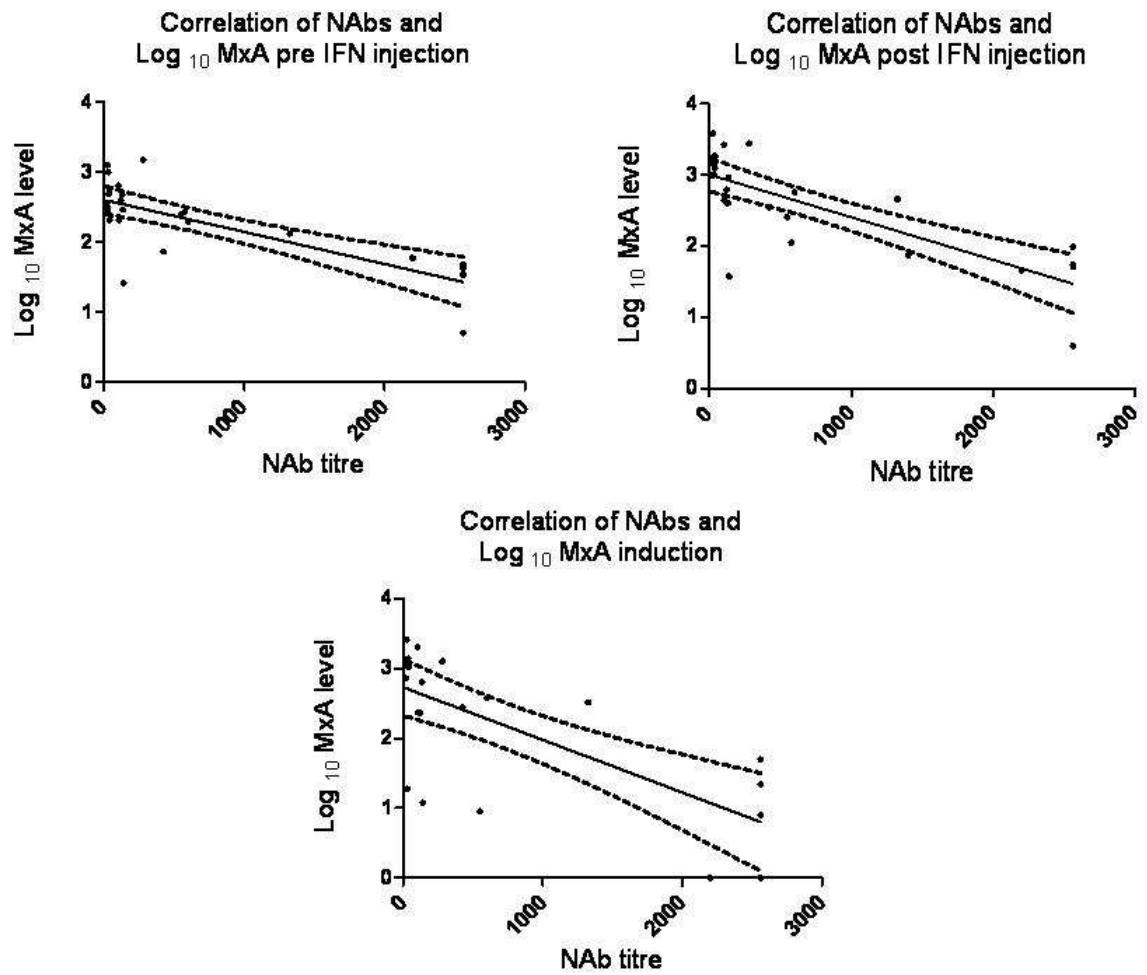 Correlation of NAbs and
Log 10 MxA pre IFN injection
4
3
2
1
0
Log 10 MxA level
0
1000
2000
3000
NAb titre
Correlation of NAbs and
Log 10 MxA post IFN injection
4
3
2
1
0
Log 10 MxA level
0
1000
2000
3000
NAb titre
Correlation of NAbs and
Log 10 MxA induction
4
3
2
1
0
Log 10 MxA level
0
1000
2000
3000
NAb titre